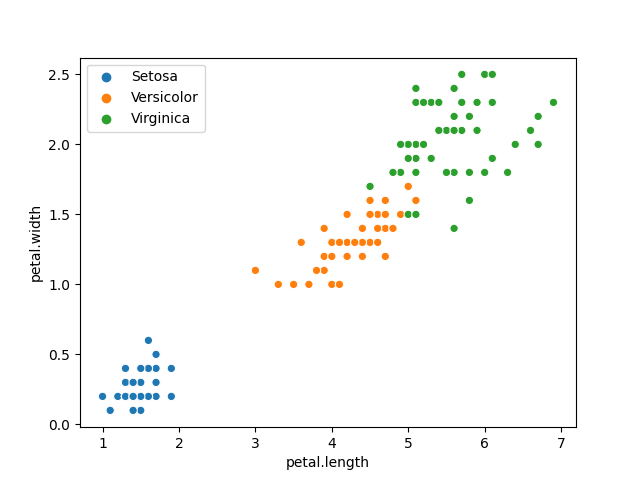 Setosa
Versicolor
Virginica
2.5
2.0
1.5
1.0
0.5
0.0
petal.width
1 2 3 4 5 6 7
petal.length